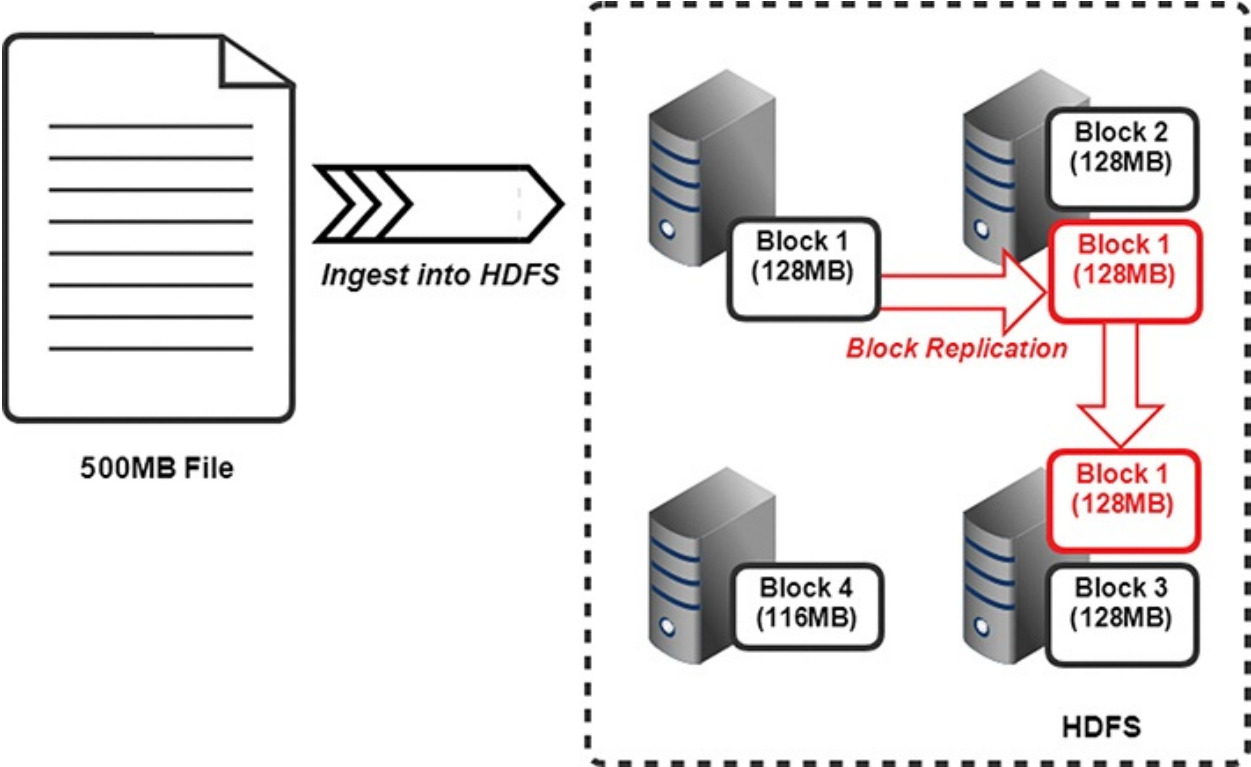 500MB File
Ingest into HDFS
Block 1
(128MB)
Block 2
(128MB)
Block 1
(128MB)
Block Replication
Block 1
(128MB)
Block 4
(116MB)
Block 3
(128MB)
HDFS